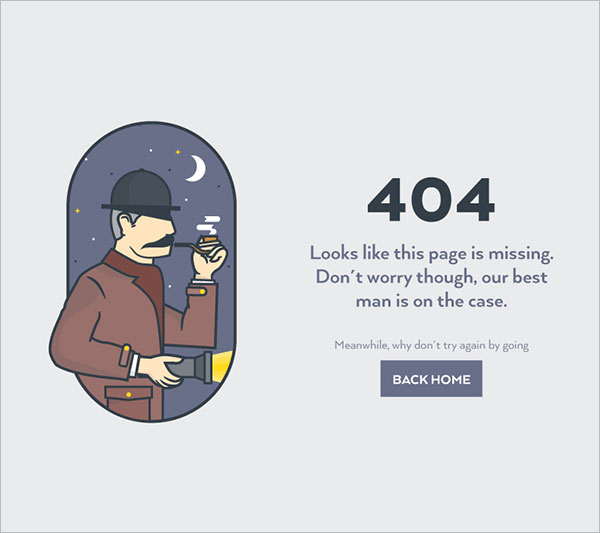 404
Looks like this page is missing.
Don't worry though, our best
man is on the case.
Meanwhile, why don't try again by going
BACK HOME